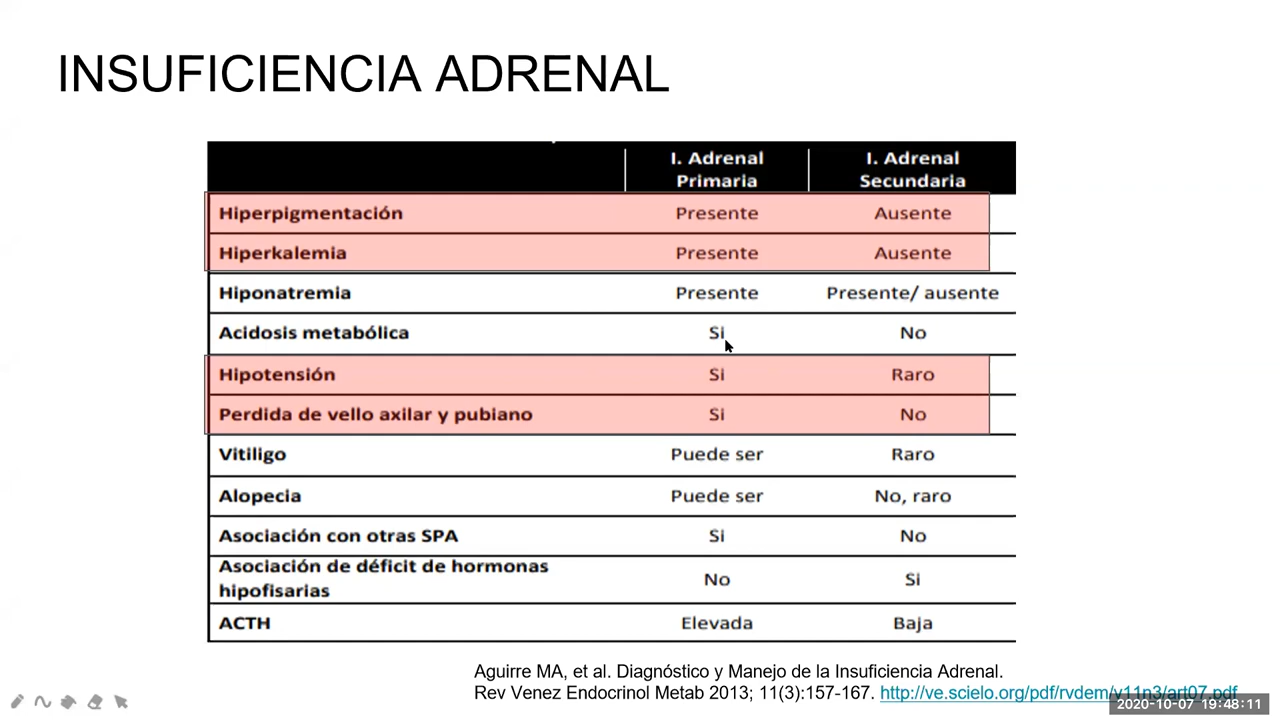 INSUFICIENCIA ADRENAL
I. Adrenal Primaria I. Adrenal Secundaria
Hiperpigmentación Presente Ausente
Hiperkalemia Presente Ausente
Hiponatremia Presente Presente/ ausente
Acidosis metabólica Si No
Hipotensión Si Raro
Perdida de vello axilar y pubiano Si No
Vitiligo Puede ser Raro
Alopecia Puede ser No, raro
Asociación con otras SPA Si No
Asociación de déficit de hormonas hipofisarias No Si
ACTH Elevada Baja
Aguirre MA, et al. Diagnóstico y Manejo de la Insuficiencia Adrenal.
Rev Venez Endocrinol Metab 2013; 11(3):157-167. http://ve.scielo.org/pdf/rvdem/v11n3/art07.pdf
2020-10-07 19:48:11